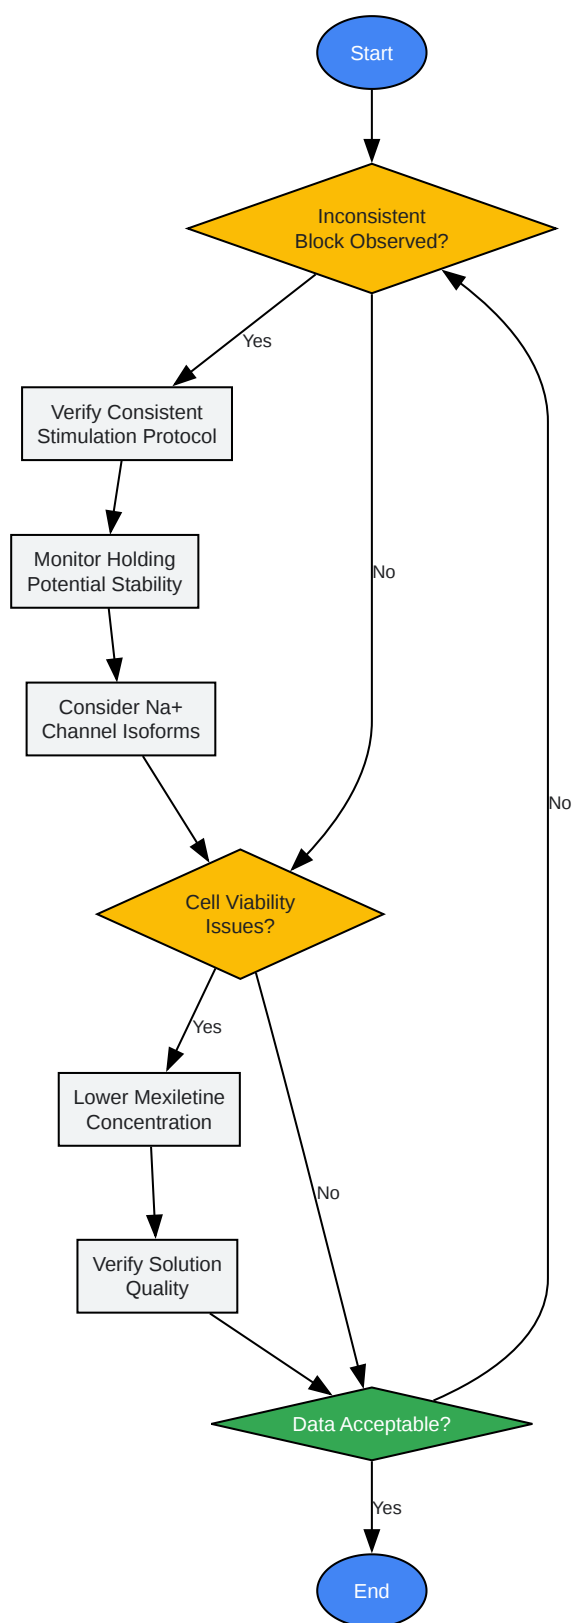 Start
Inconsistent
Block Observed?
Yes
Verify Consistent
Stimulation Protocol
Monitor Holding
Potential Stability
No
Consider Na+
Channel Isoforms
No
Cell Viability
Issues?
Yes
Lower Mexiletine
Concentration
No
Verify Solution
Quality
Data Acceptable?
Yes
End